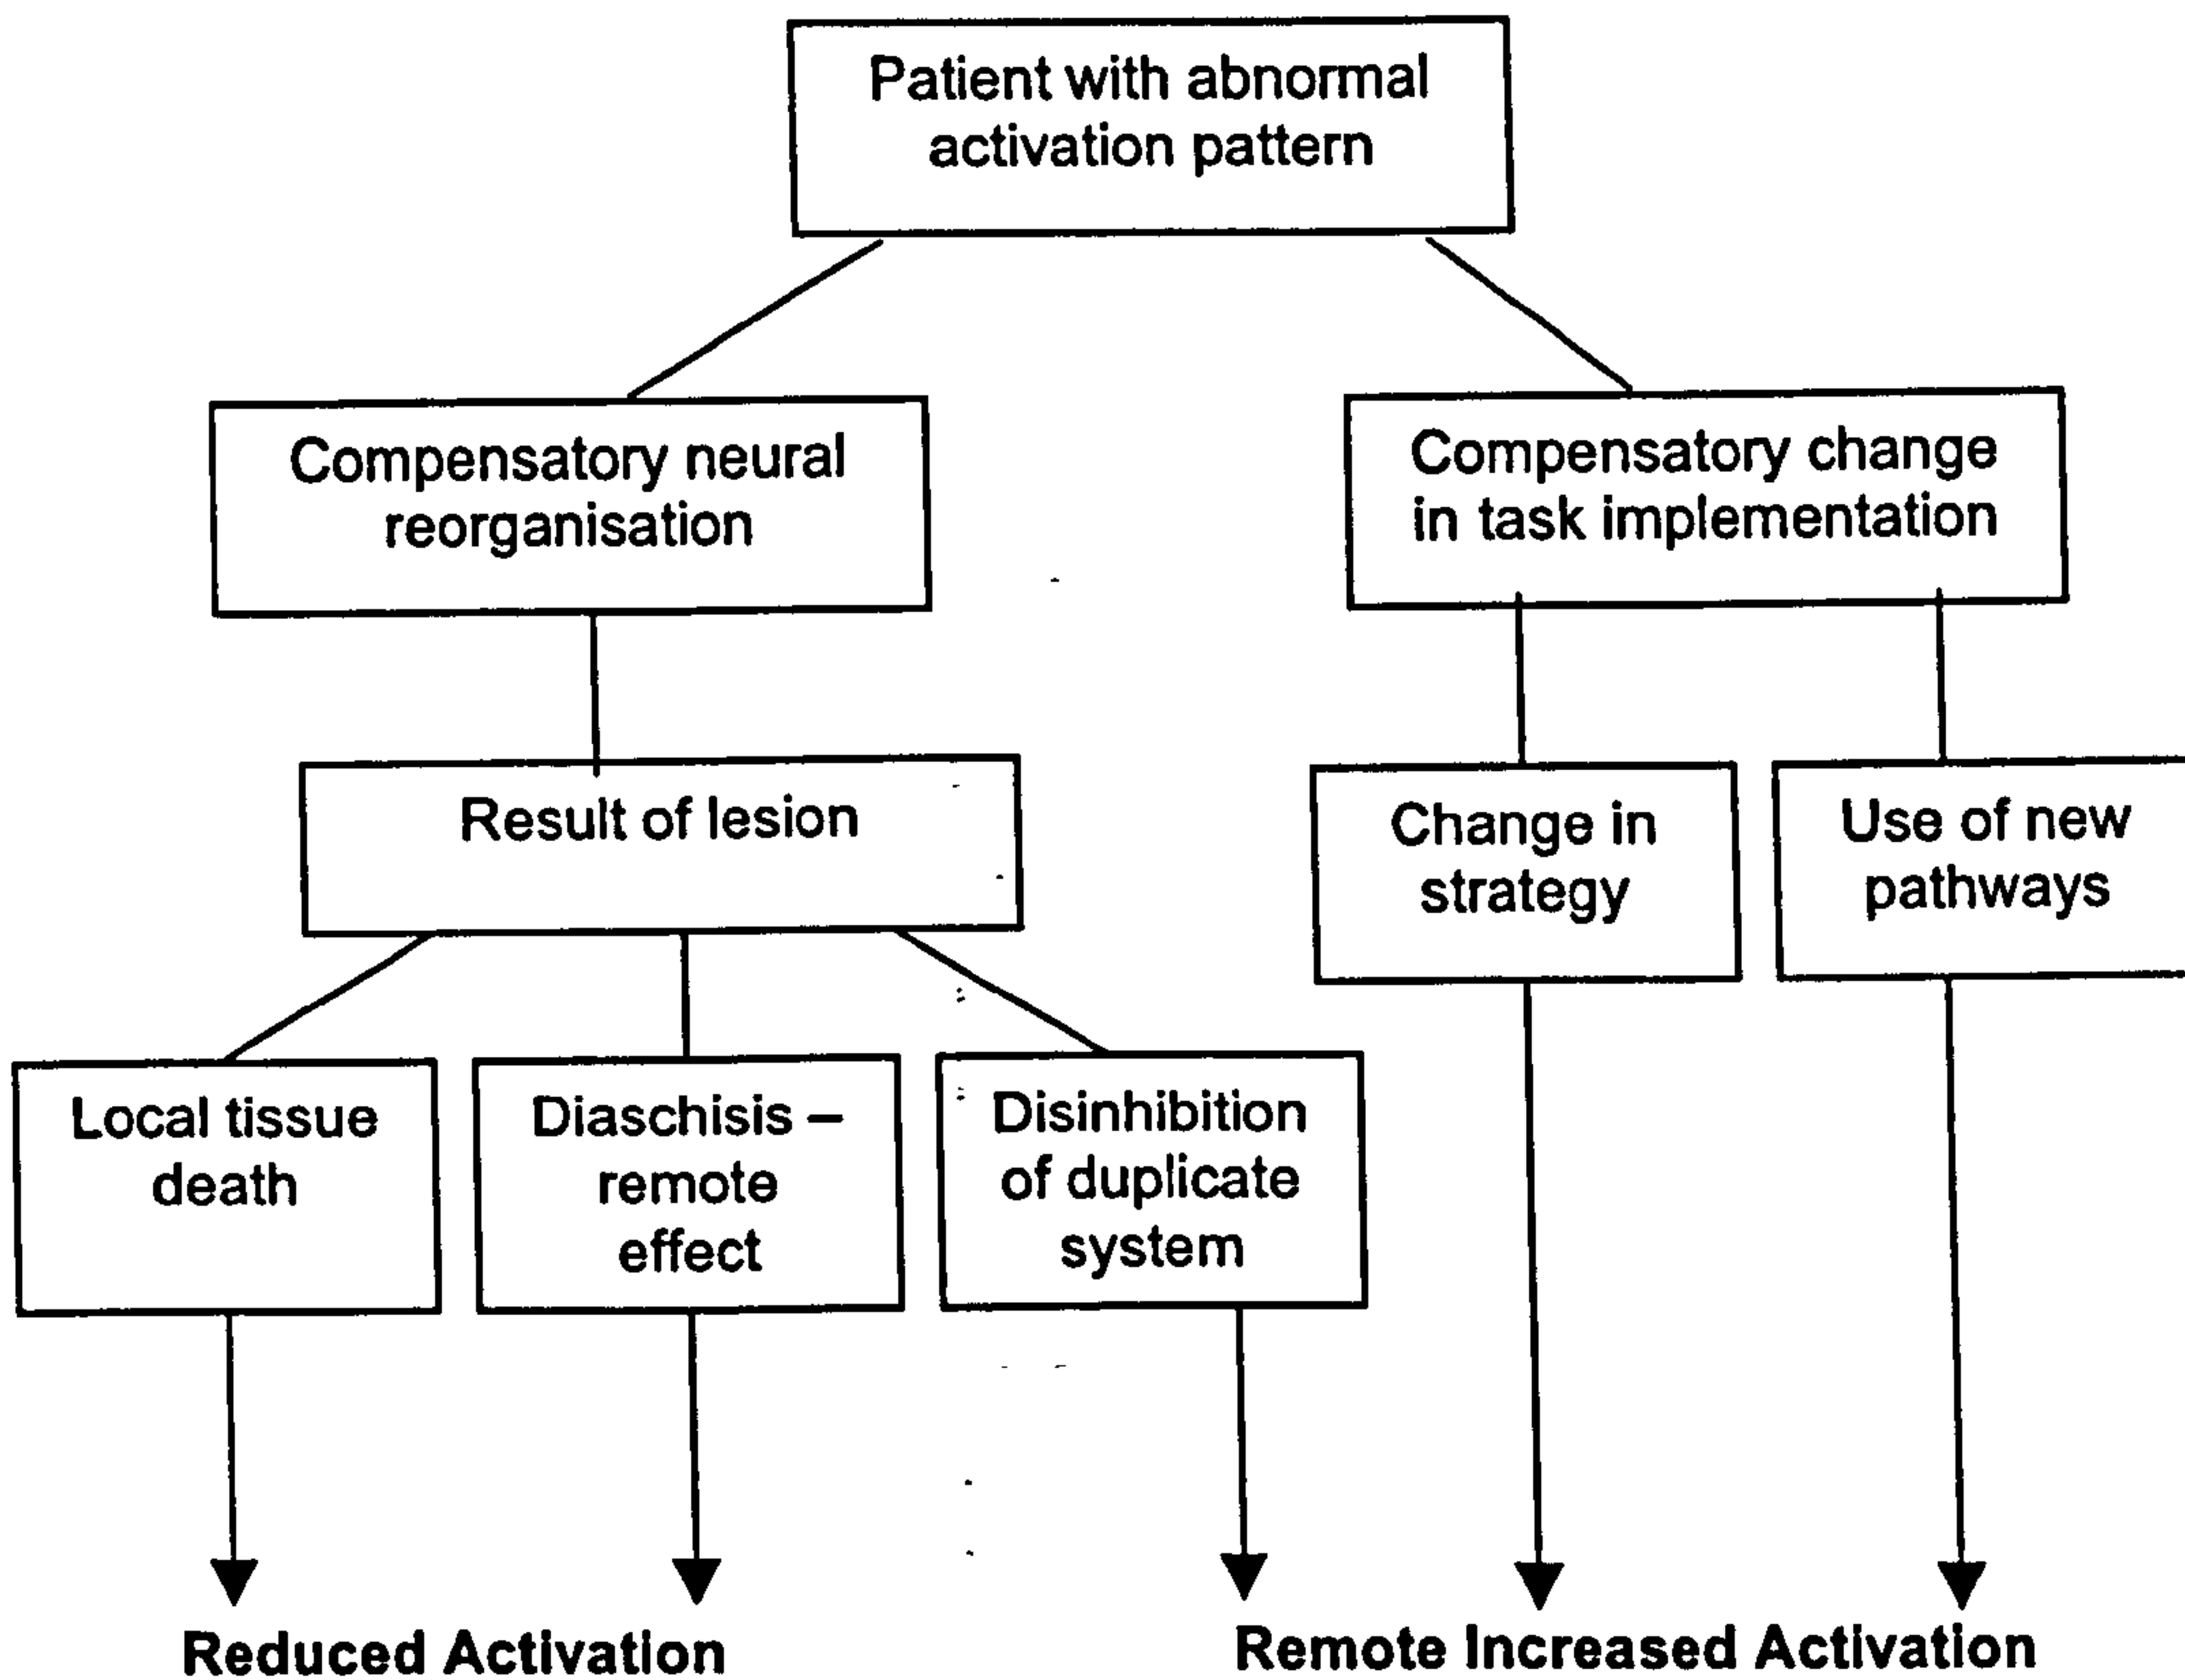 Patient with abnormal
activation pattern
Compensatory neural
reorganisation
Compensatory change
in task implementation
Result of lesion
Change in
strategy
Use of new
pathways
Local tissue
death
Diaschisis –
remote
effect
Disinhibition
of duplicate
system
Reduced Activation
Remote Increased Activation